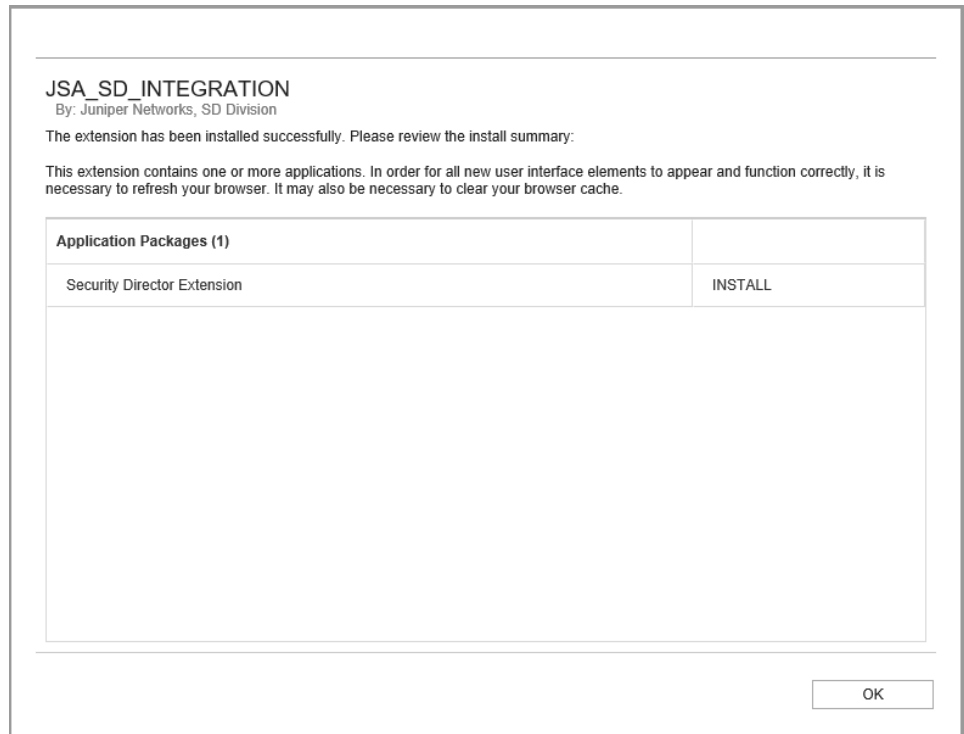 JSA_SD_INTEGRATION
By: Juniper Networks, SD Division
The extension has been installed successfully. Please review the install summary:
This extension contains one or more applications. In order for all new user interface elements to appear and function correctly, it is
necessary to refresh your browser. It may also be necessary to clear your browser cache.
Application Packages (1)
Security Director Extension INSTALL
OK